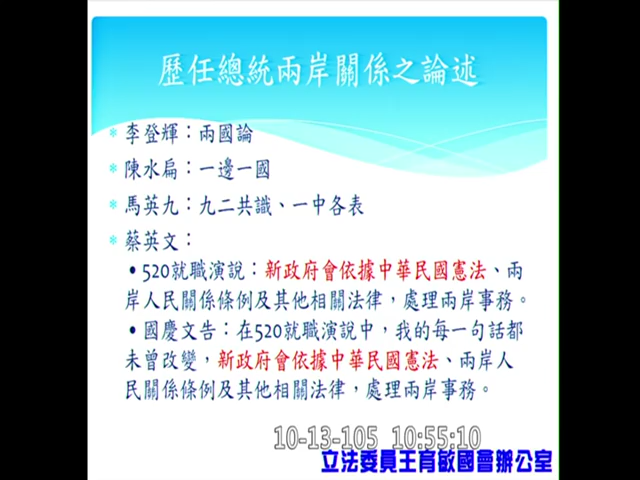 歷任總統兩岸關係之論述
* 李登輝：兩國論
* 陳水扁：一邊一國
* 馬英九：九二共識、一中各表
* 蔡英文：
•520就職演說：新政府會依據中華民國憲法、兩
岸人民關係條例及其他相關法律，處理兩岸事務。
•國慶文告：在520就職演說中，我的每一句話都
未曾改變，新政府會依據中華民國憲法、兩岸人
民關係條例及其他相關法律，處理兩岸事務。
10-13-105 10:55:10
立法委員王育敏國會辦公室